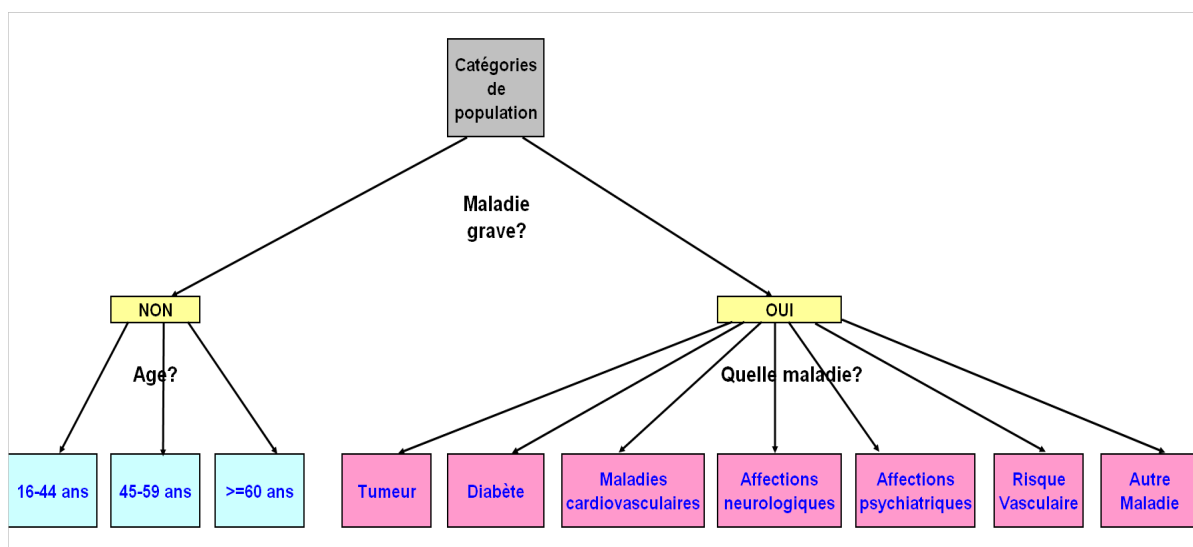 Catégories
de
population
Maladie
grave?
NON
OUI
Age?
Quelle maladie?
16-44 ans
45-59 ans
>=60 ans
Tumeur
Diabète
Maladies
cardiovasculaires
Affections
neurologiques
Affections
psychiatriques
Risque
Vasculaire
Autre
Maladie